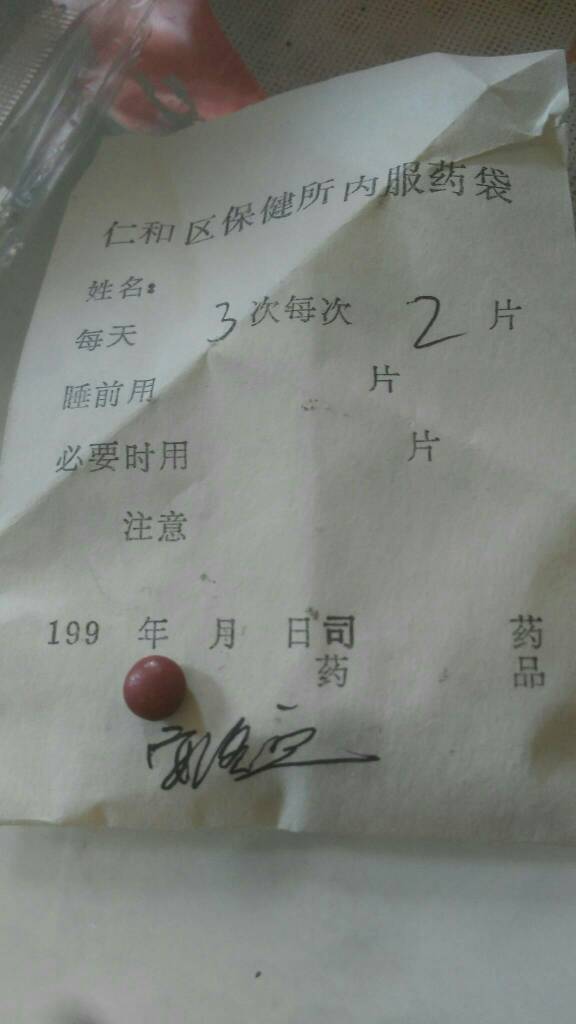 仁和区保健所内服药袋
姓名:
每天 3 次每次 2 片
睡前用 片
必要时用 片
注意
199 年 月 日 司药 药品